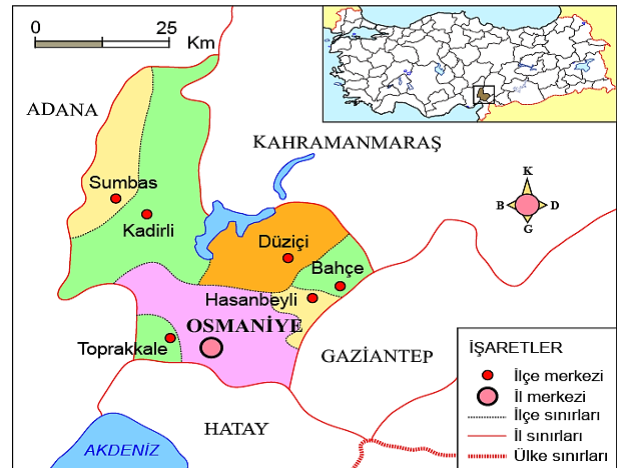 0 25
Km
ADANA
KAHRAMANMARAŞ
K
B D
G
Sumbas
Kadirli
Düziçi
Bahçe
Hasanbeyli
OSMANİYE
Toprakkale
GAZİANTEP
HATAY
AKDENİZ
İŞARETLER
İlçe merkezi
İl merkezi
İlçe sınırları
İl sınırları
Ülke sınırları